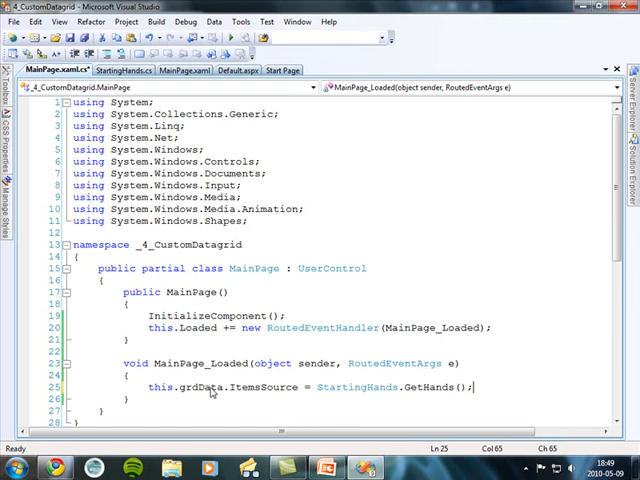 4_CustomDatagrid - Microsoft Visual Studio
File Edit View Refactor Project Build Debug Data Tools Test Window Help
MainPage.xaml.cs* StartingHands.cs MainPage.xaml Default.aspx Start Page
_4_CustomDatagrid.MainPage MainPage_Loaded(object sender, RoutedEventArgs e)
Toolbox
CSS Properties
Manage Styles
Server Explorer
Solution Explorer
1 using System;
2 using System.Collections.Generic;
3 using System.Linq;
4 using System.Net;
5 using System.Windows;
6 using System.Windows.Controls;
7 using System.Windows.Documents;
8 using System.Windows.Input;
9 using System.Windows.Media;
10 using System.Windows.Media.Animation;
11 using System.Windows.Shapes;
12
13 namespace _4_CustomDatagrid
14 {
15 public partial class MainPage : UserControl
16 {
17 public MainPage()
18 {
19 InitializeComponent();
20 this.Loaded += new RoutedEventHandler(MainPage_Loaded);
21 }
22
23 void MainPage_Loaded(object sender, RoutedEventArgs e)
24 {
25 this.grdData.ItemsSource = StartingHands.GetHands();
26 }
27 }
28 }
Ready Ln 25 Col 65 Ch 65
18:49
2010-05-09